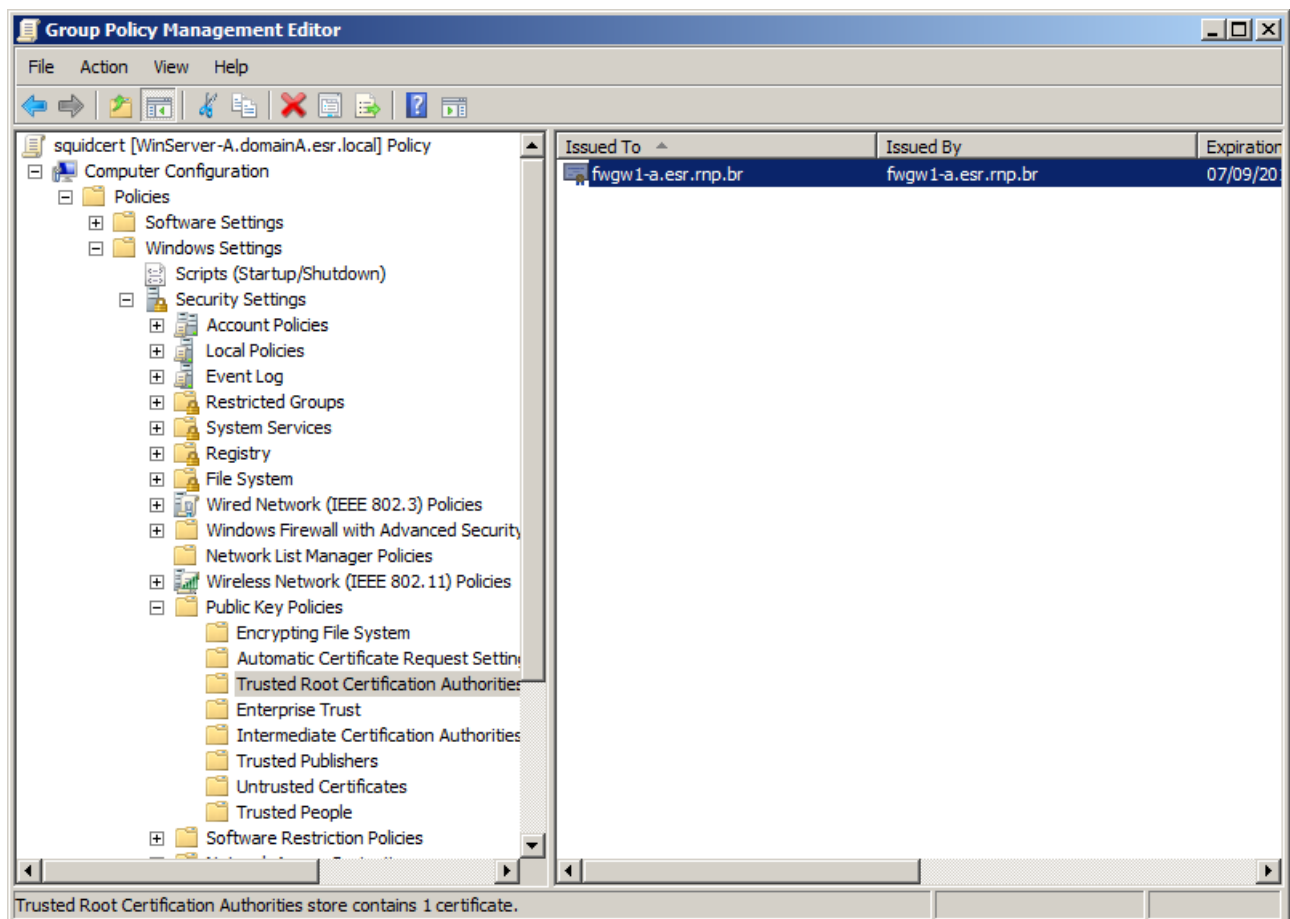 Group Policy Management Editor
File Action View Help
squidcert [WinServer-A.domainA.esr.local] Policy
Computer Configuration
Policies
Software Settings
Windows Settings
Scripts (Startup/Shutdown)
Security Settings
Account Policies
Local Policies
Event Log
Restricted Groups
System Services
Registry
File System
Wired Network (IEEE 802.3) Policies
Windows Firewall with Advanced Security
Network List Manager Policies
Wireless Network (IEEE 802.11) Policies
Public Key Policies
Encrypting File System
Automatic Certificate Request Settin
Trusted Root Certification Authorities
Enterprise Trust
Intermediate Certification Authorities
Trusted Publishers
Untrusted Certificates
Trusted People
Software Restriction Policies
Issued To Issued By Expiration
fwgw1-a.esr.rnp.br fwgw1-a.esr.rnp.br 07/09/20
Trusted Root Certification Authorities store contains 1 certificate.